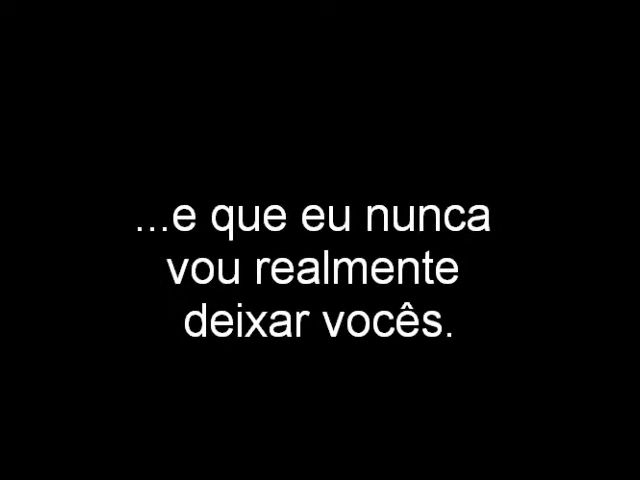 ...e que eu nunca
vou realmente
deixar vocês.